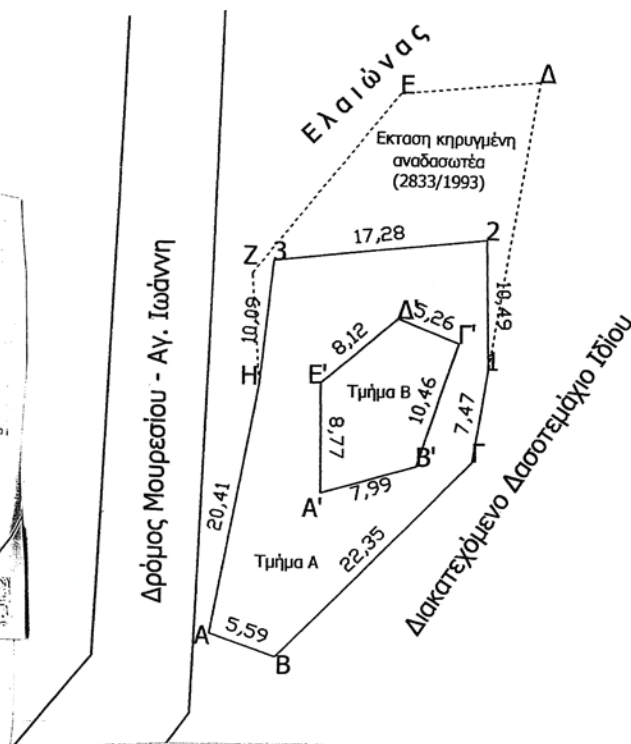 Ελαιώνας
Ε
Δ
Εκταση κηρυγμένη
αναδασωτέα
(2833/1993)
Ζ
3
17,28
2
10,09
10,49
Δρόμος Μουρεσίου - Αγ. Ιωάννη
Δ'
5,26
Γ'
8,12
Η
Ε'
1
Τμήμα Β
10,46
7,47
8,77
Β'
Γ
Α'
7,99
20,41
22,35
Τμήμα Α
Διακατεχόμενο Δασοτεμάχιο Ιδίου
Α
5,59
Β